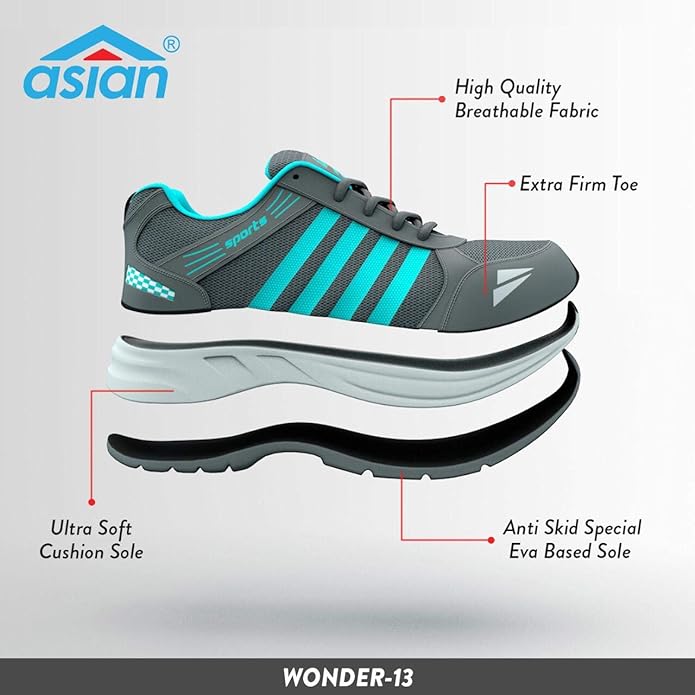 asian®
High Quality
Breathable Fabric
Extra Firm Toe
sports
Ultra Soft
Cushion Sole
Anti Skid Special
Eva Based Sole
WONDER-13